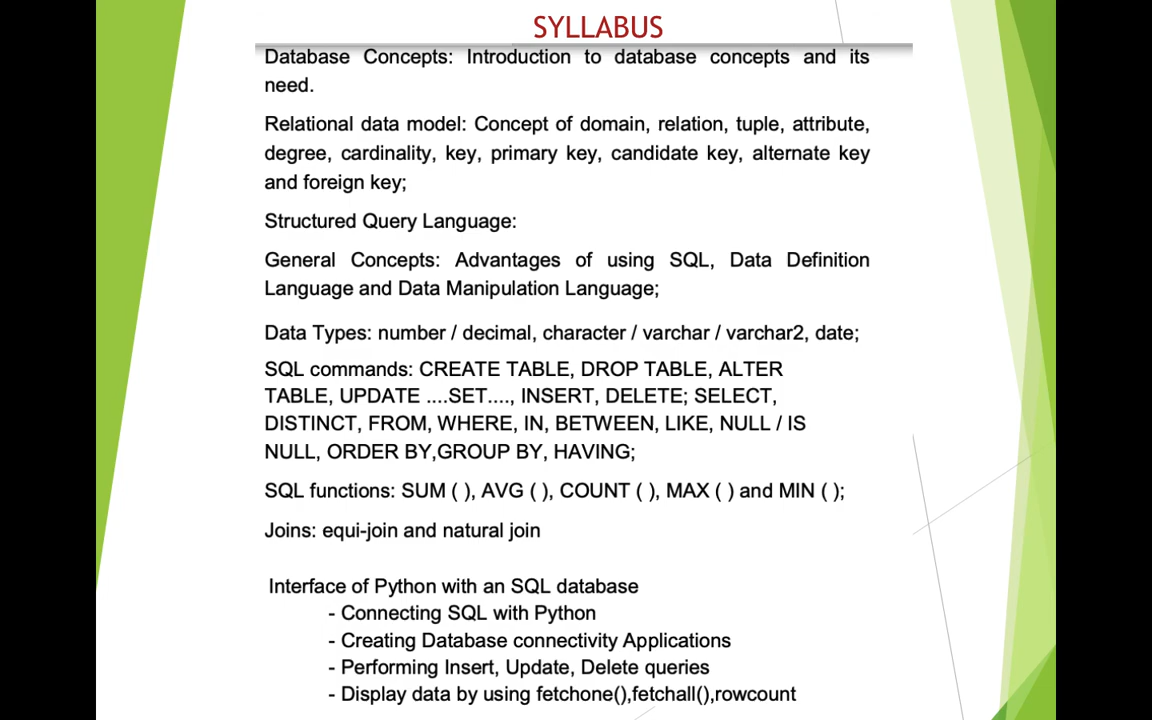 SYLLABUS
Database Concepts: Introduction to database concepts and its
need.
Relational data model: Concept of domain, relation, tuple, attribute,
degree, cardinality, key, primary key, candidate key, alternate key
and foreign key;
Structured Query Language:
General Concepts: Advantages of using SQL, Data Definition
Language and Data Manipulation Language;
Data Types: number / decimal, character / varchar / varchar2, date;
SQL commands: CREATE TABLE, DROP TABLE, ALTER
TABLE, UPDATE ....SET...., INSERT, DELETE; SELECT,
DISTINCT, FROM, WHERE, IN, BETWEEN, LIKE, NULL / IS
NULL, ORDER BY,GROUP BY, HAVING;
SQL functions: SUM ( ), AVG ( ), COUNT ( ), MAX ( ) and MIN ( );
Joins: equi-join and natural join
Interface of Python with an SQL database
- Connecting SQL with Python
- Creating Database connectivity Applications
- Performing Insert, Update, Delete queries
- Display data by using fetchone(),fetchall(),rowcount